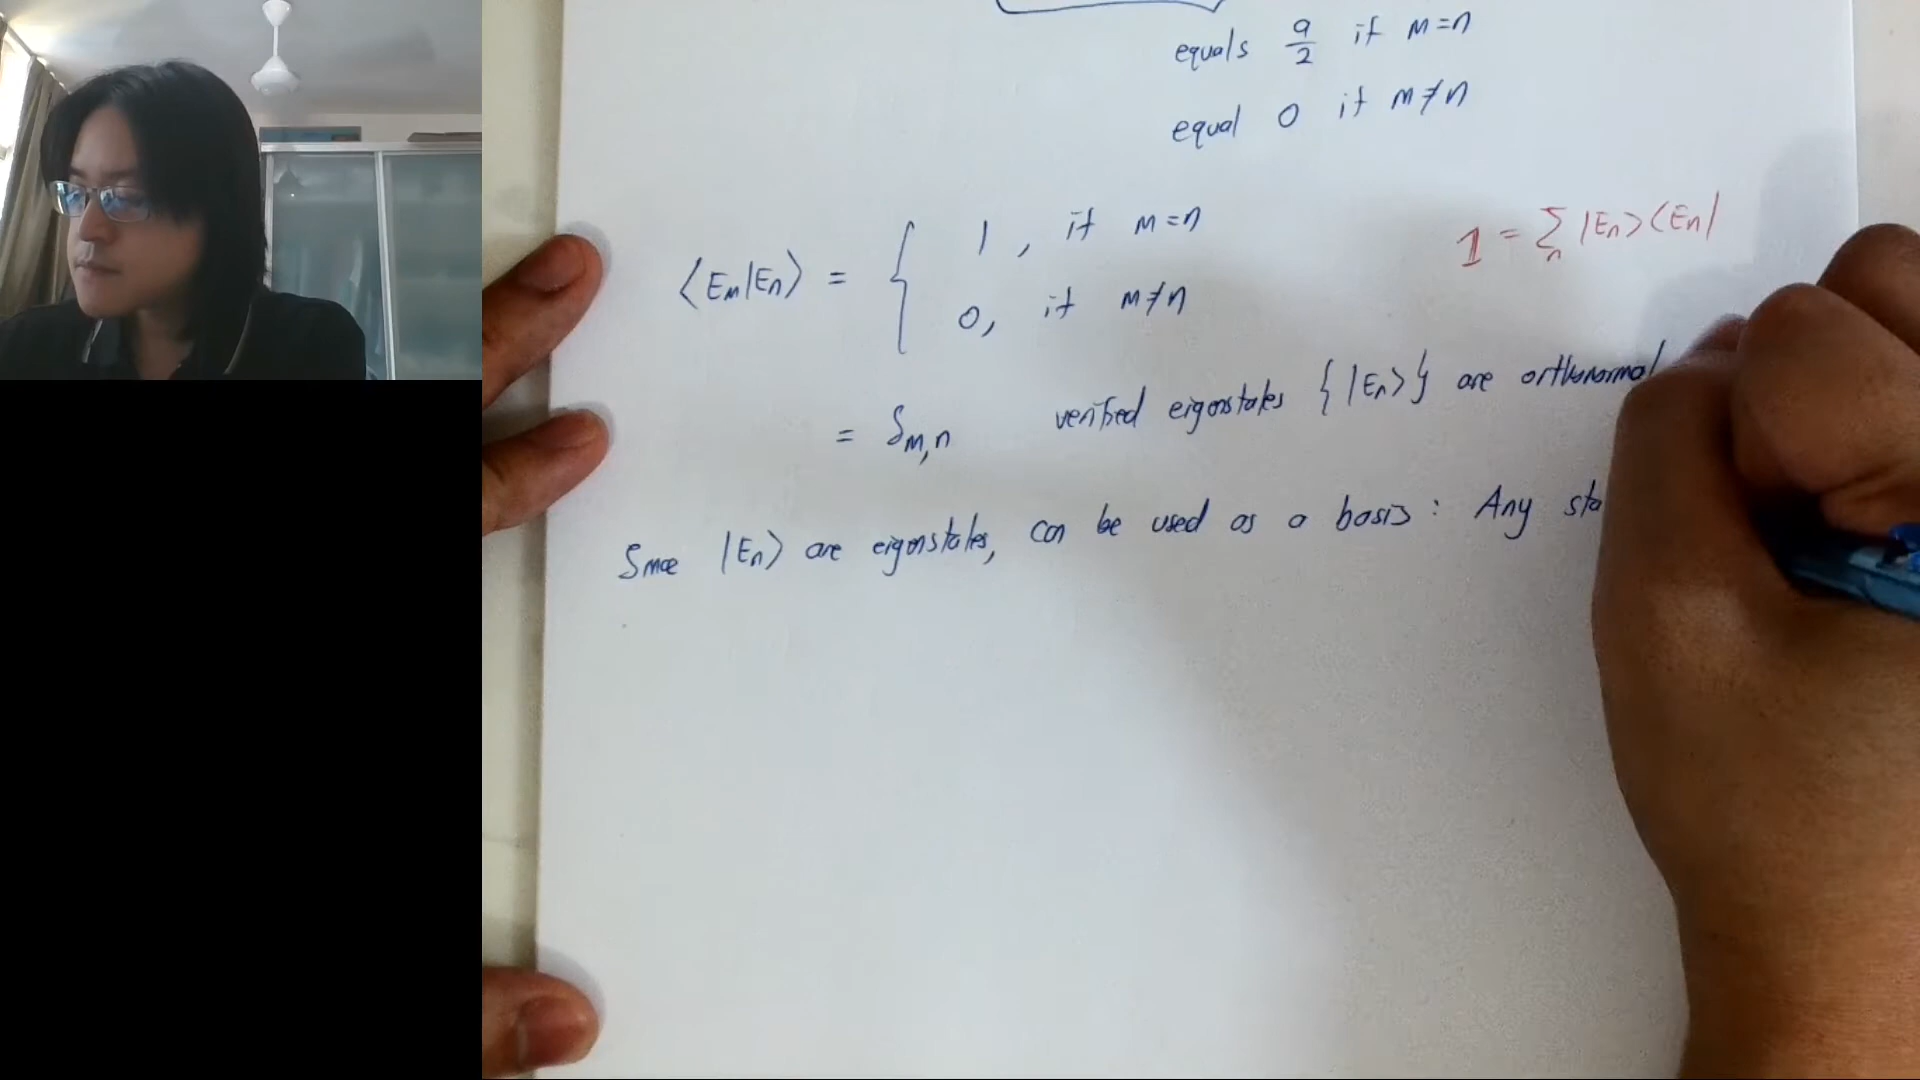 equals a/2 if m=n
equal 0 if m≠n
⟨Em|En⟩ = { 1, if m=n
0, if m≠n
𝟙 = Σn |En⟩⟨En|
= δm,n verified eigenstates {|En⟩} are orthonormal
Since |En⟩ are eigenstates, can be used as a basis: Any sta